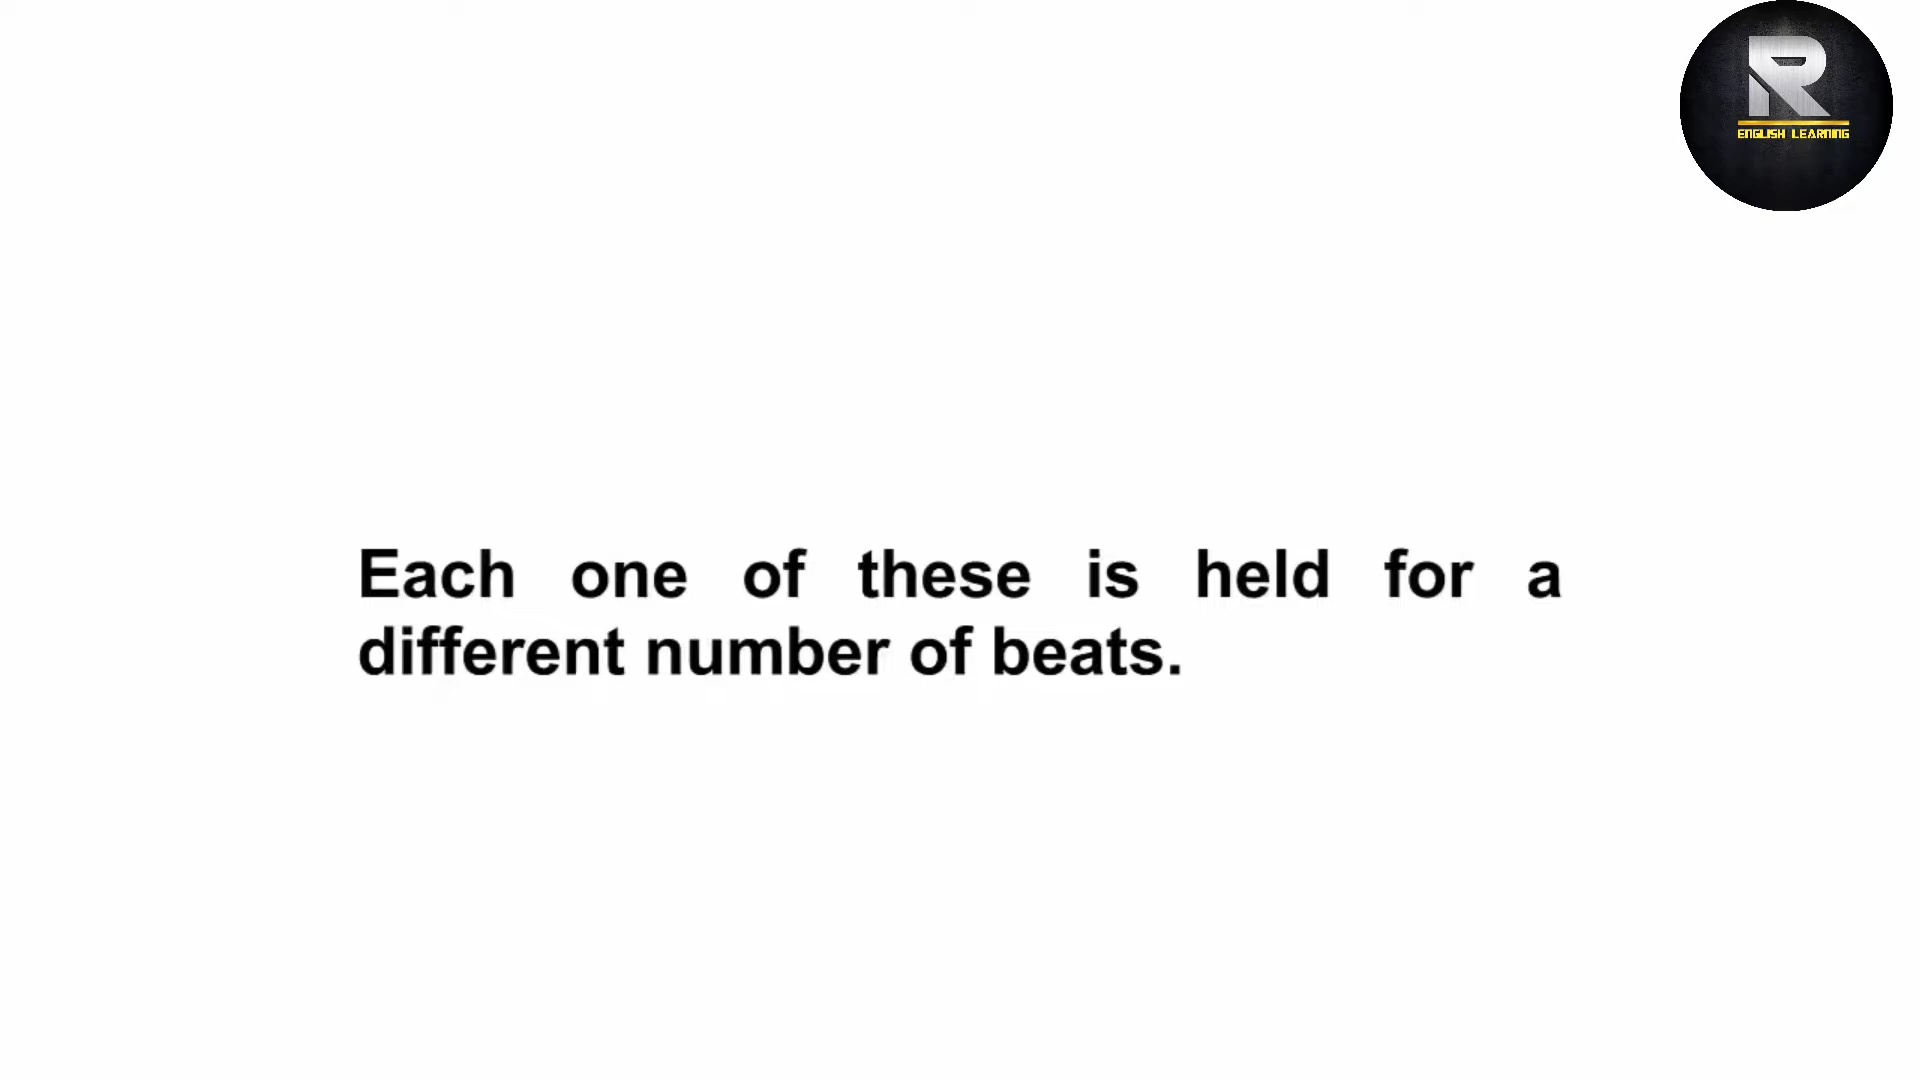 R
ENGLISH LEARNING
Each one of these is held for a
different number of beats.